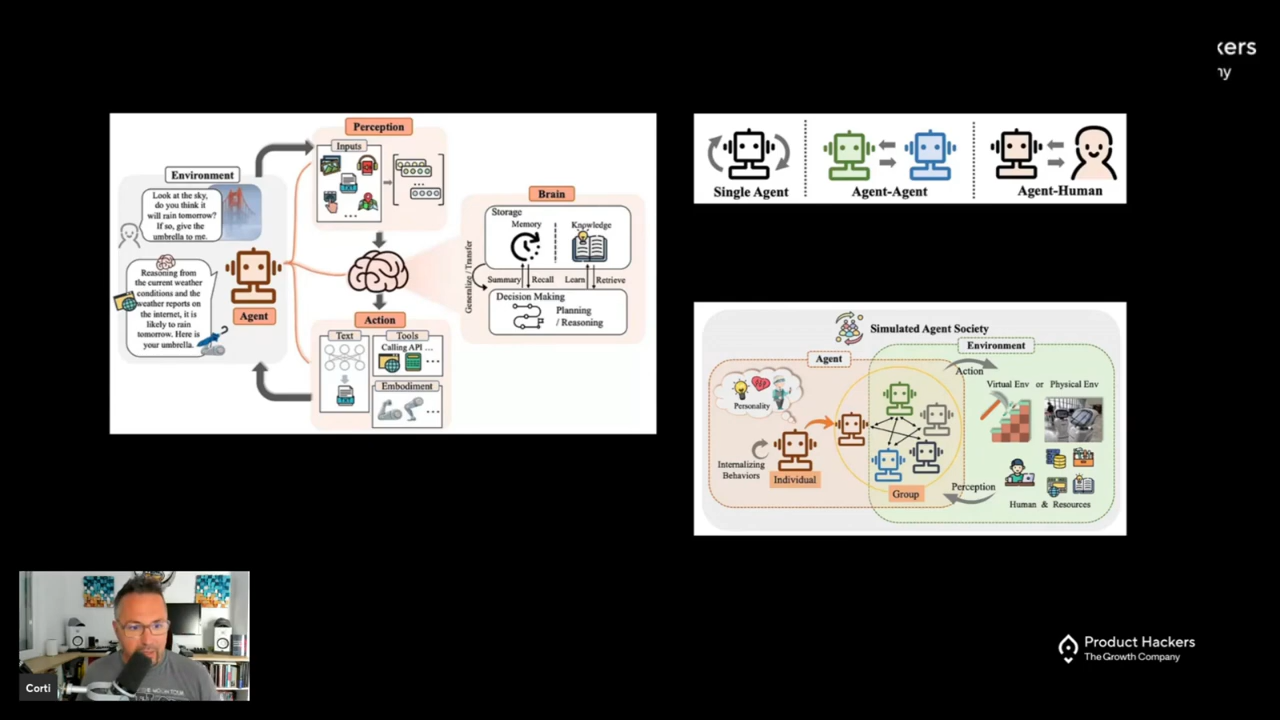 kers
ny
Perception
Inputs
...
...
Environment
Look at the sky,
do you think it
will rain tomorrow?
If so, give the
umbrella to me.
Reasoning from
the current weather
conditions and the
weather reports on
the internet, it is
likely to rain
tomorrow. Here is
your umbrella.
Agent
Brain
Storage
Memory
Knowledge
Generalize / Transfer
Summary
Recall
Learn
Retrieve
Decision Making
Planning
/ Reasoning
Action
Text
Tools
Calling API ...
...
Embodiment
...
Single Agent
Agent-Agent
Agent-Human
Simulated Agent Society
Agent
Environment
Action
Virtual Env or Physical Env
Personality
Internalizing
Behaviors
Individual
Group
Perception
Human & Resources
Corti
Product Hackers
The Growth Company